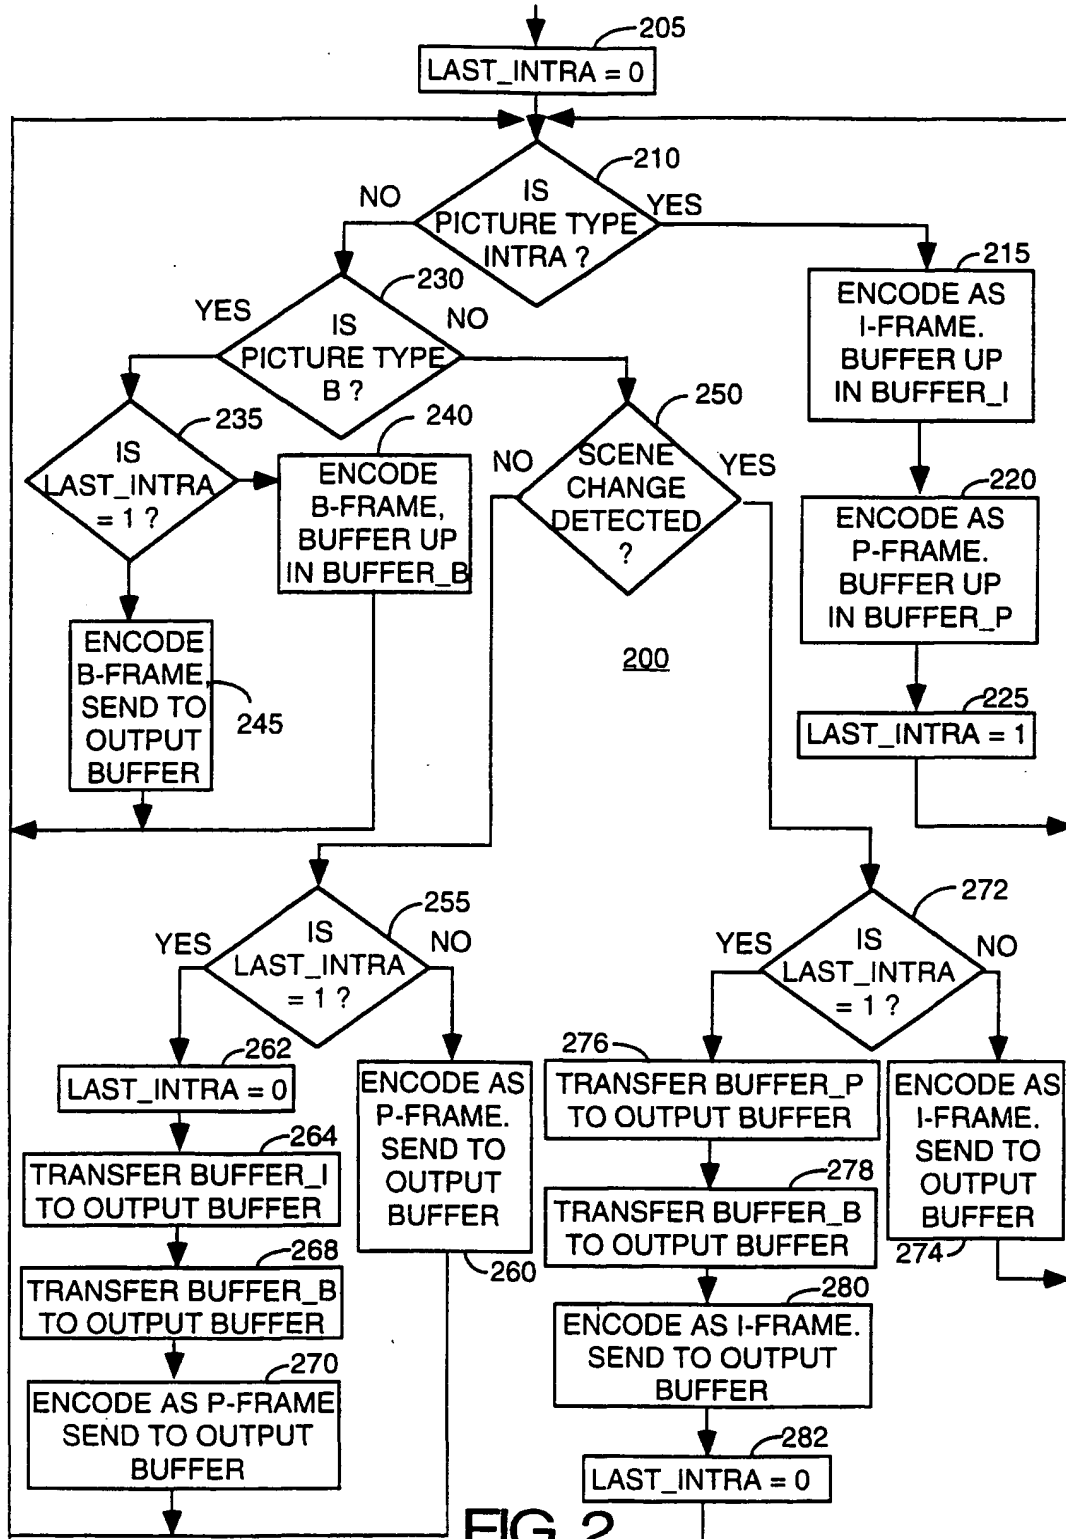 205
LAST_INTRA = 0
210
IS
PICTURE TYPE
INTRA ?
NO
YES
215
ENCODE AS
I-FRAME.
BUFFER UP
IN BUFFER_I
230
IS
PICTURE TYPE
B ?
YES
NO
235
IS
LAST_INTRA
= 1 ?
240
ENCODE
B-FRAME,
BUFFER UP
IN BUFFER_B
250
SCENE
CHANGE
DETECTED
?
NO
YES
220
ENCODE AS
P-FRAME.
BUFFER UP
IN BUFFER_P
ENCODE
B-FRAME,
SEND TO
OUTPUT
BUFFER
245
200
225
LAST_INTRA = 1
255
IS
LAST_INTRA
= 1 ?
YES
NO
272
IS
LAST_INTRA
= 1 ?
YES
NO
262
LAST_INTRA = 0
264
TRANSFER BUFFER_I
TO OUTPUT BUFFER
268
TRANSFER BUFFER_B
TO OUTPUT BUFFER
270
ENCODE AS P-FRAME
SEND TO OUTPUT
BUFFER
ENCODE AS
P-FRAME.
SEND TO
OUTPUT
BUFFER
260
276
TRANSFER BUFFER_P
TO OUTPUT BUFFER
278
TRANSFER BUFFER_B
TO OUTPUT BUFFER
280
ENCODE AS I-FRAME.
SEND TO OUTPUT
BUFFER
282
LAST_INTRA = 0
ENCODE AS
I-FRAME.
SEND TO
OUTPUT
BUFFER
274
FIG. 2